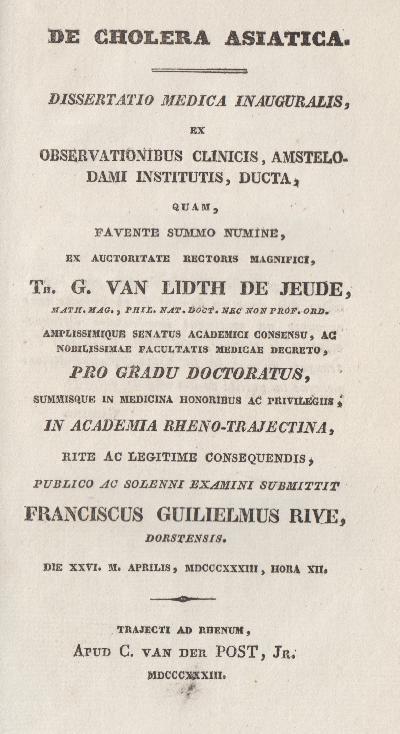 DE CHOLERA ASIATICA.
DISSERTATIO MEDICA INAUGURALIS,
EX
OBSERVATIONIBUS CLINICIS, AMSTELO-
DAMI INSTITUTIS, DUCTA,
QUAM,
FAVENTE SUMMO NUMINE,
EX AUCTORITATE RECTORIS MAGNIFICI,
TH. G. VAN LIDTH DE JEUDE,
MATH. MAG., PHIL. NAT. DOCT. NEC NON PROF. ORD.
AMPLISSIMIQUE SENATUS ACADEMICI CONSENSU, AC
NOBILISSIMAE FACULTATIS MEDICAE DECRETO,
PRO GRADU DOCTORATUS,
SUMMISQUE IN MEDICINA HONORIBUS AC PRIVILEGIIS,
IN ACADEMIA RHENO-TRAJECTINA,
RITE AC LEGITIME CONSEQUENDIS,
PUBLICO AC SOLENNI EXAMINI SUBMITTIT
FRANCISCUS GUILIELMUS RIVE,
DORSTENSIS.
DIE XXVI. M. APRILIS, MDCCCXXXIII, HORA XII.
TRAJECTI AD RHENUM,
APUD C. VAN DER POST, JR.
MDCCCXXXIII.